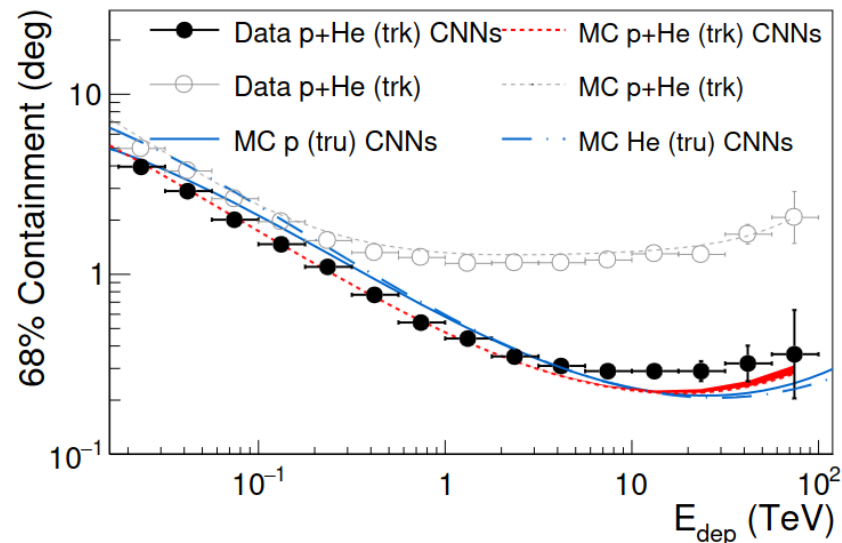 68% Containment (deg)
Data p+He (trk) CNNs
MC p+He (trk) CNNs
Data p+He (trk)
MC p+He (trk)
MC p (tru) CNNs
MC He (tru) CNNs
10
1
10⁻¹
10⁻¹ 1 10 10²
E_dep (TeV)